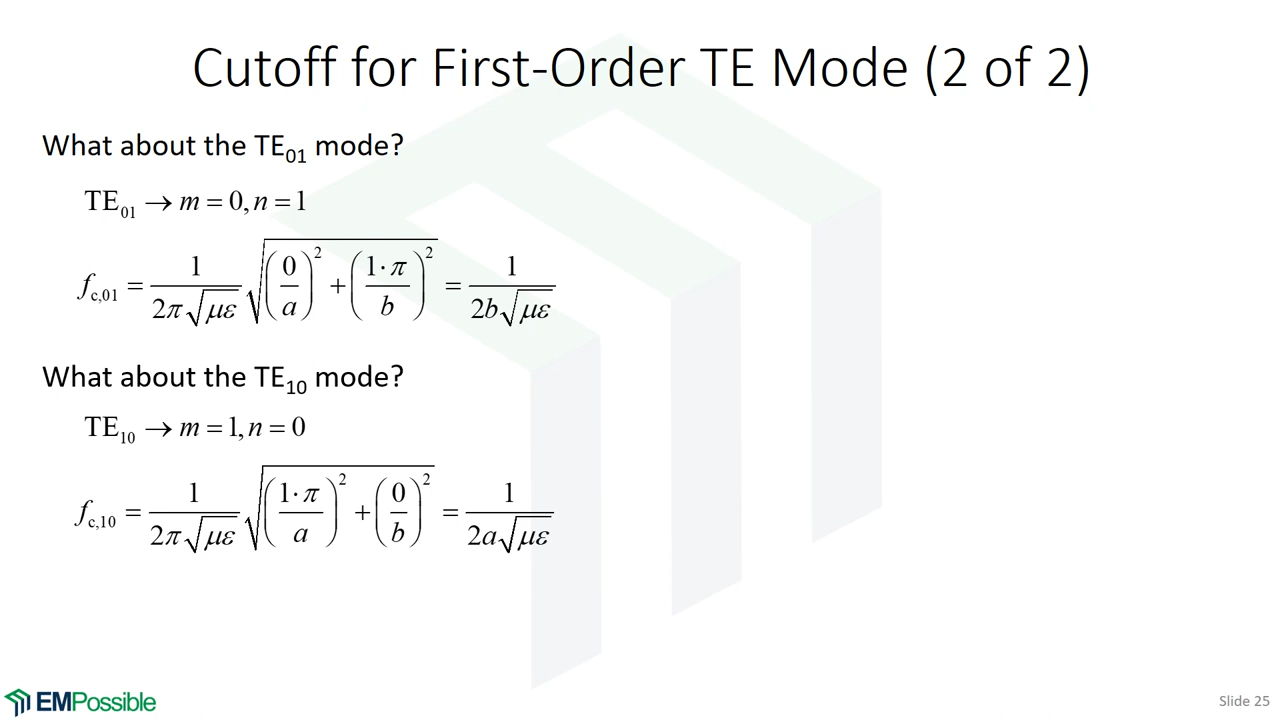 Cutoff for First-Order TE Mode (2 of 2)
What about the TE₀₁ mode?
TE₀₁ → m = 0, n = 1
f_c,01 = 1/(2π√(με)) √((0/a)² + (1·π/b)²) = 1/(2b√(με))
What about the TE₁₀ mode?
TE₁₀ → m = 1, n = 0
f_c,10 = 1/(2π√(με)) √((1·π/a)² + (0/b)²) = 1/(2a√(με))
EMPossible
Slide 25